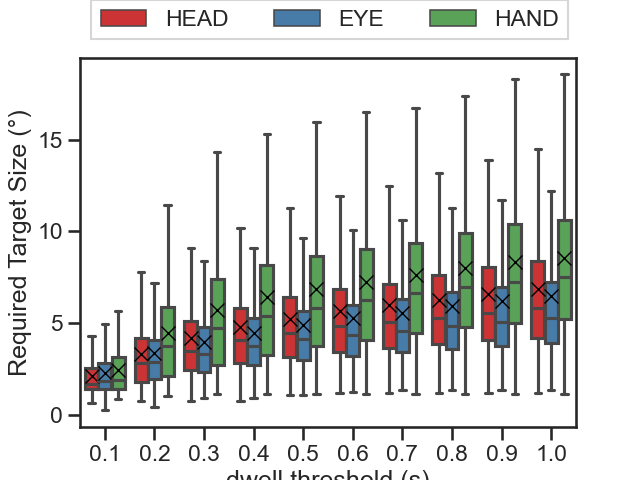 HEAD EYE HAND
Required Target Size (°)
15
10
5
0
0.1 0.2 0.3 0.4 0.5 0.6 0.7 0.8 0.9 1.0
dwell threshold (s)